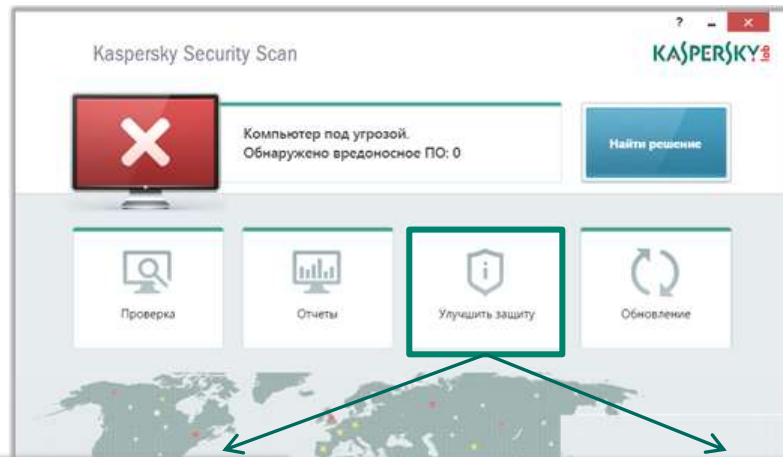 ? – ×
Kaspersky Security Scan
KASPERSKY lab
Компьютер под угрозой.
Обнаружено вредоносное ПО: 0
Найти решение
Проверка
Отчеты
Улучшить защиту
Обновление